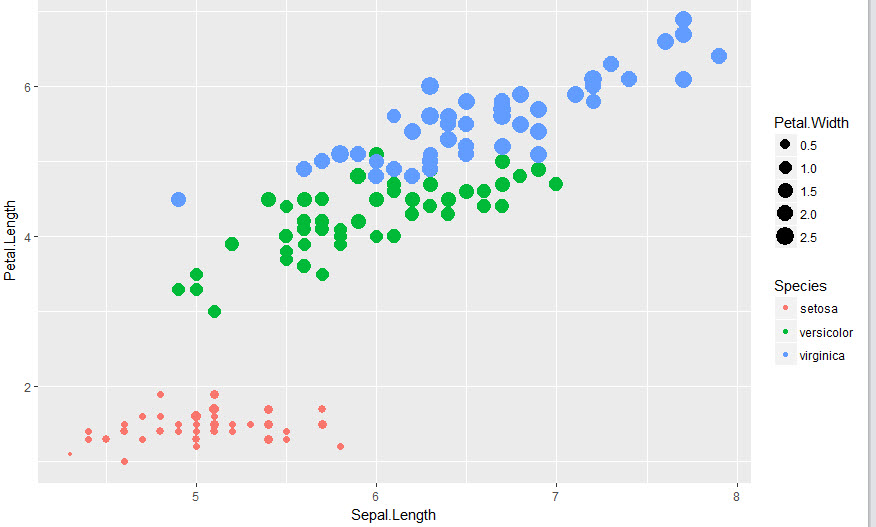 6
4
2
Petal.Length
5
6
7
8
Sepal.Length
Petal.Width
0.5
1.0
1.5
2.0
2.5
Species
setosa
versicolor
virginica